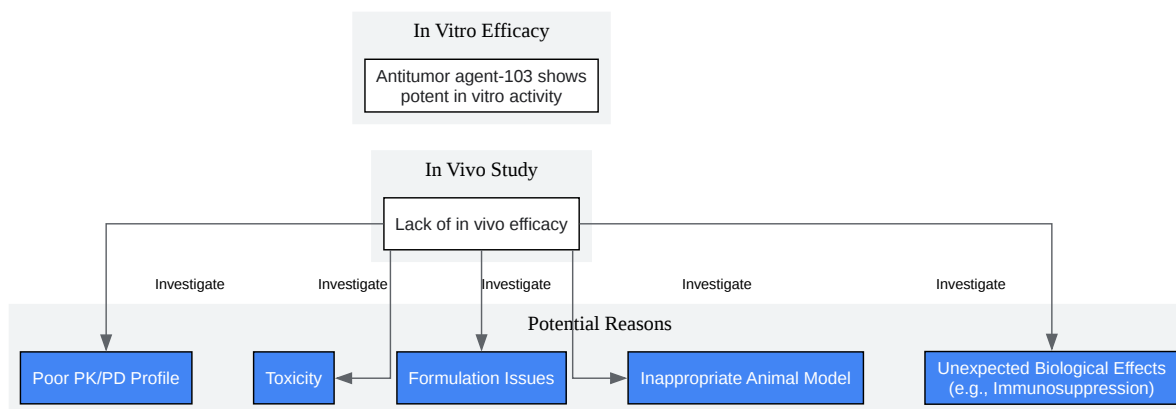 In Vitro Efficacy
Antitumor agent-103 shows
potent in vitro activity
In Vivo Study
Lack of in vivo efficacy
Investigate
Investigate
Investigate
Investigate
Investigate
Potential Reasons
Poor PK/PD Profile
Toxicity
Formulation Issues
Inappropriate Animal Model
Unexpected Biological Effects
(e.g., Immunosuppression)